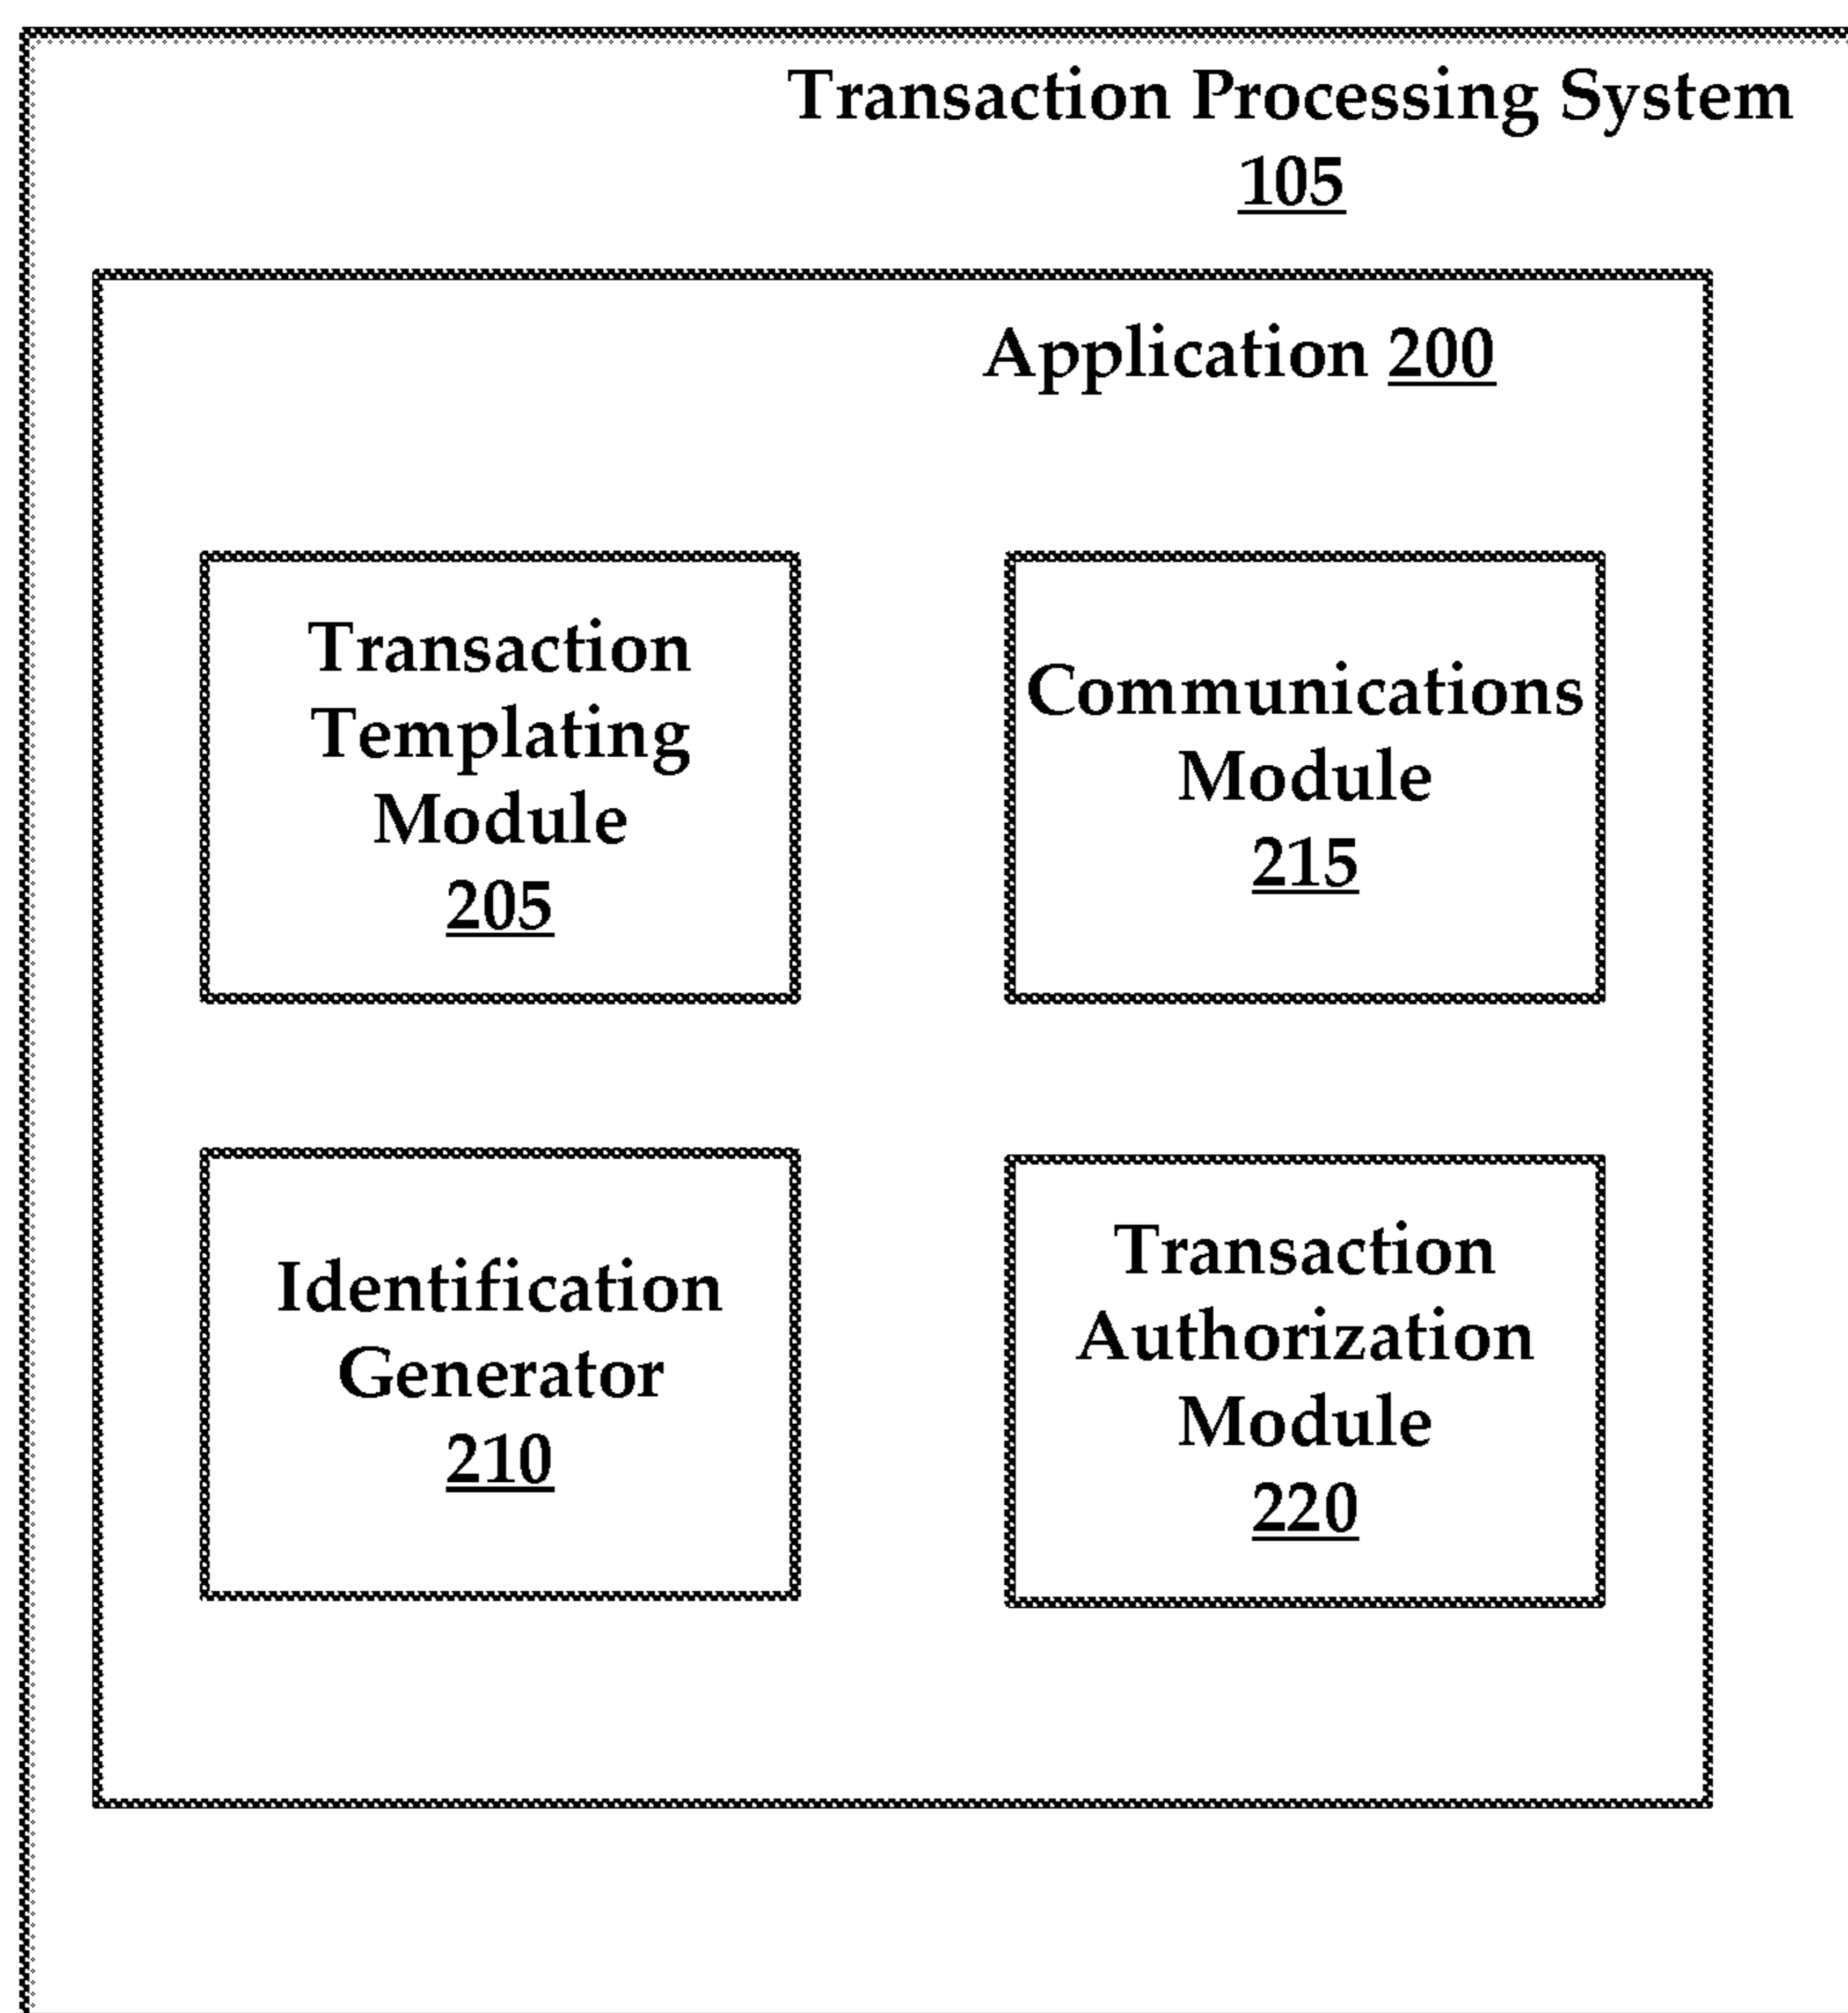 Transaction Processing System
105
Application 200
Transaction
Templating
Module
205
Communications
Module
215
Identification
Generator
210
Transaction
Authorization
Module
220